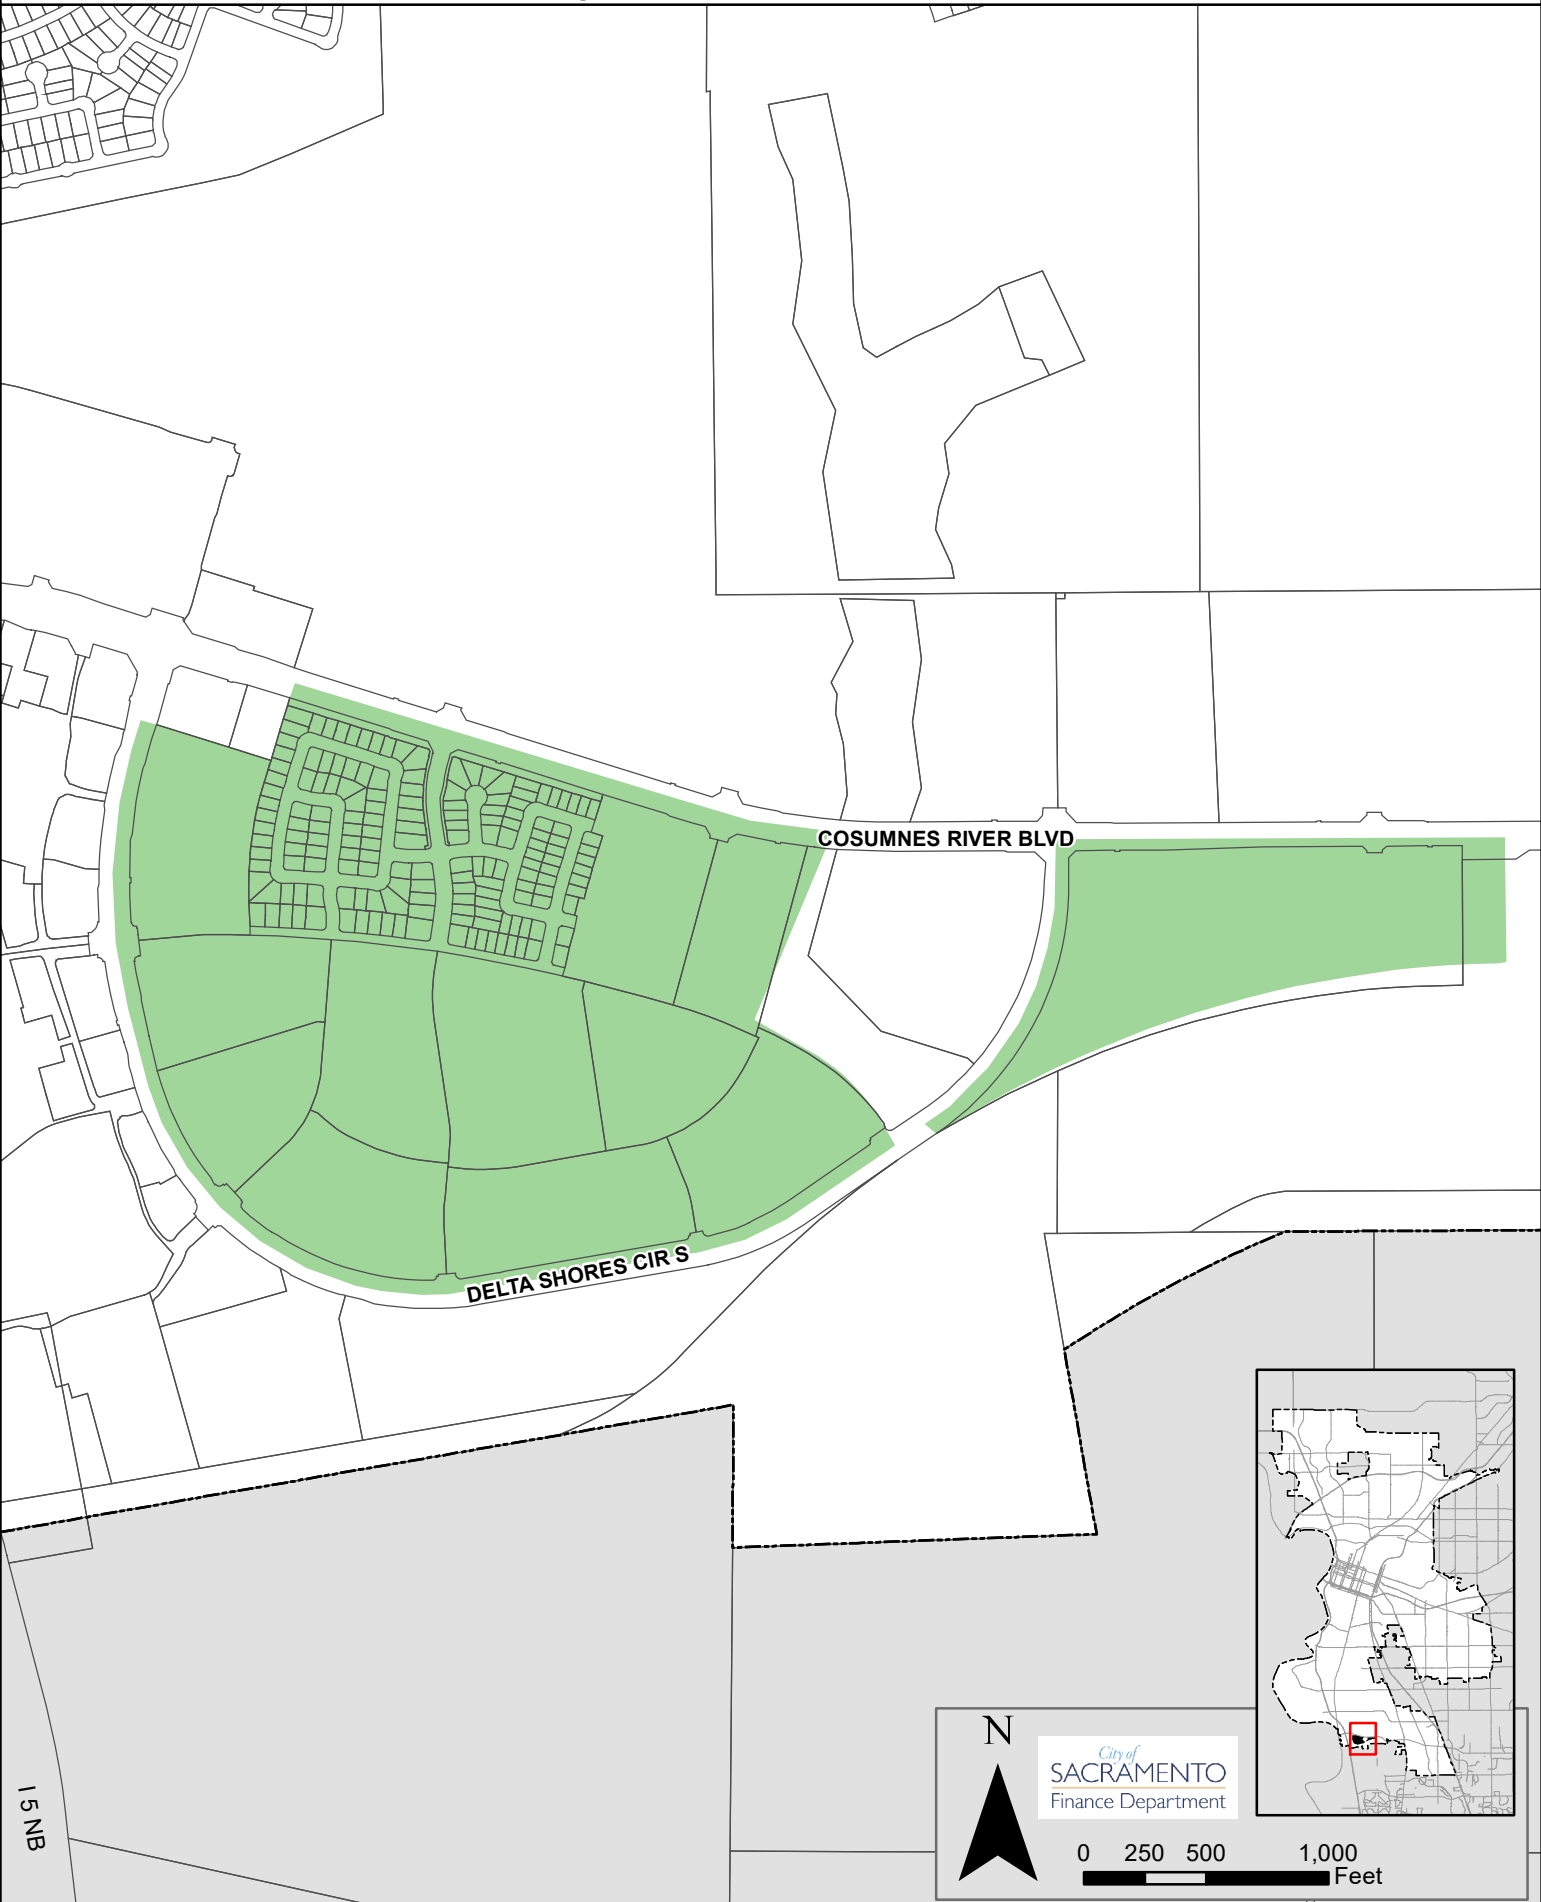 COSUMNES RIVER BLVD
DELTA SHORES CIR S
I 5 NB
N
City of
SACRAMENTO
Finance Department
0 250 500 1,000
Feet